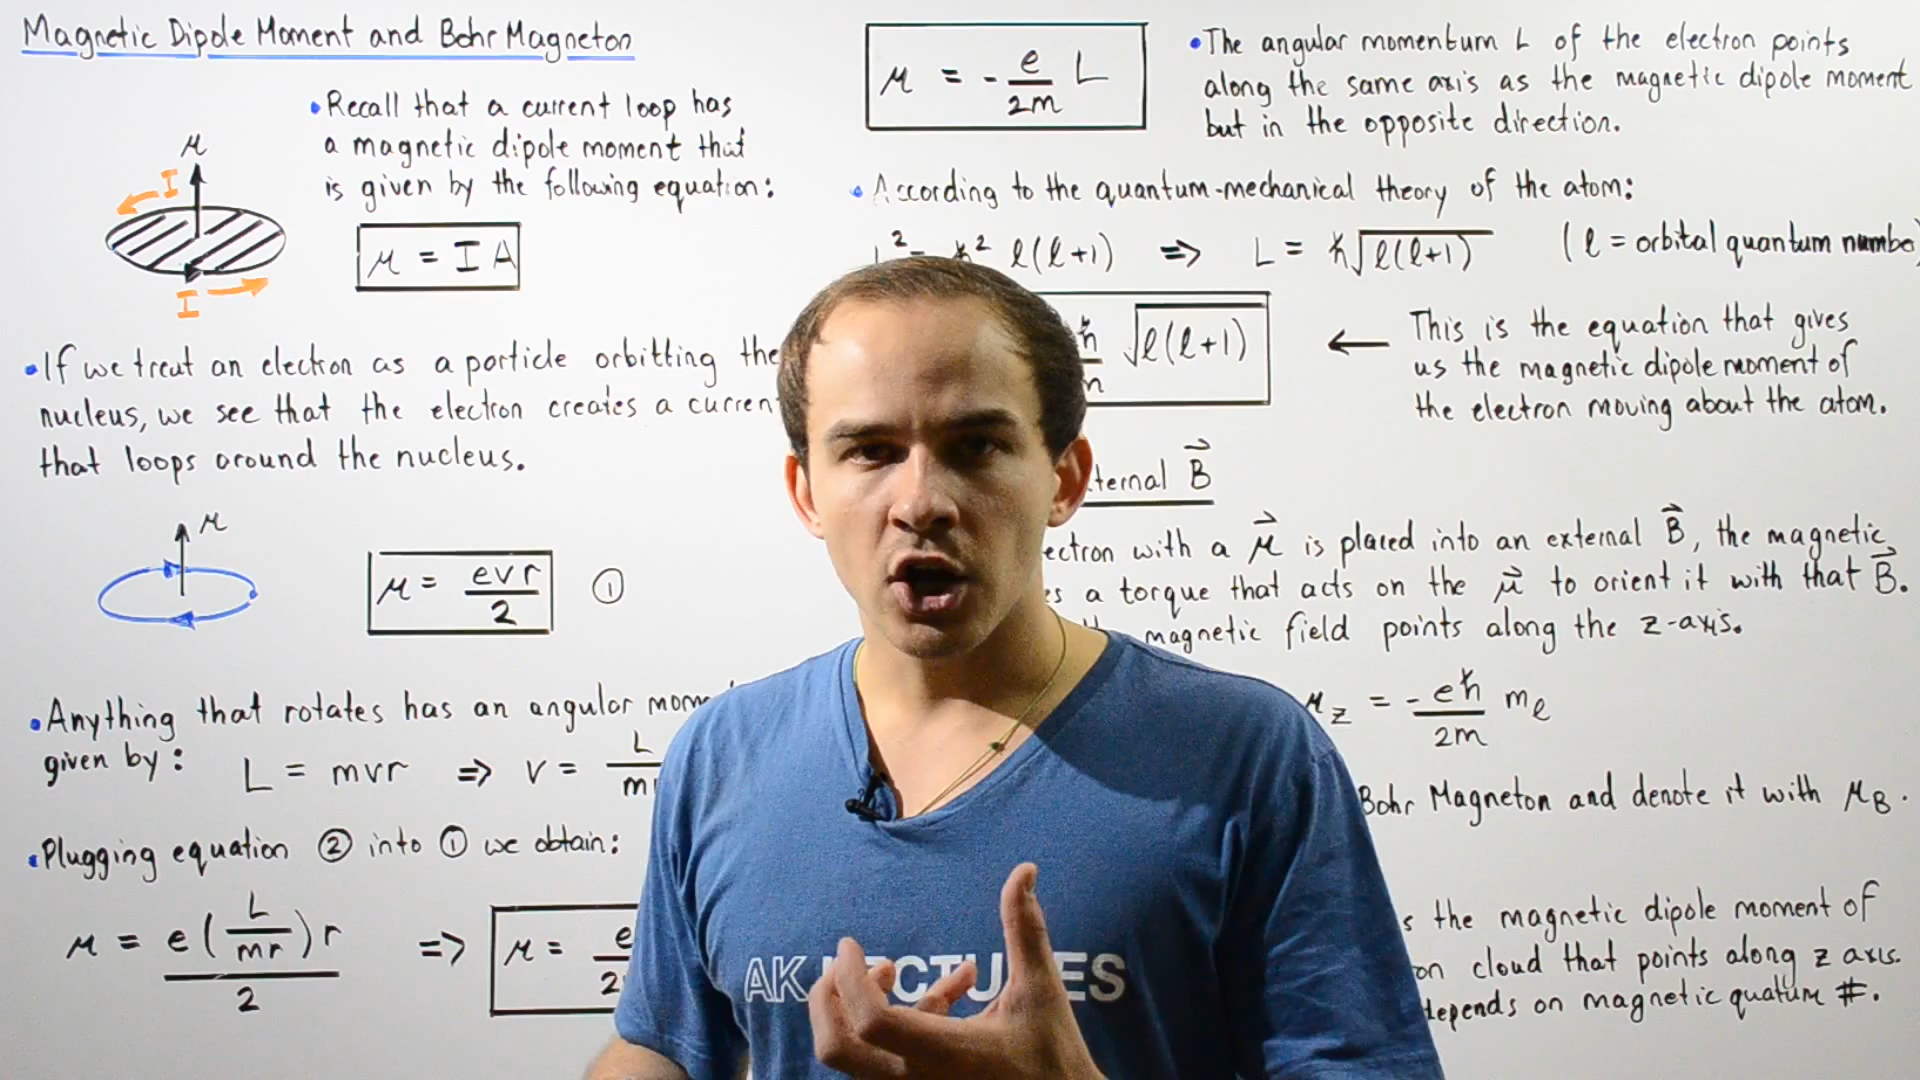 Magnetic Dipole Moment and Bohr Magneton
• Recall that a current loop has
a magnetic dipole moment that
is given by the following equation:
μ
I
I
μ = IA
• If we treat an electron as a particle orbitting the
nucleus, we see that the electron creates a curren
that loops around the nucleus.
μ
μ = evr/2 ①
• Anything that rotates has an angular mom
given by: L = mvr ⇒ v = L/m
• Plugging equation ② into ① we obtain:
μ = e(L/mr)r/2 ⇒ μ = e/2
μ = - e/2m L
• The angular momentum L of the electron points
along the same axis as the magnetic dipole moment
but in the opposite direction.
• According to the quantum-mechanical theory of the atom:
L² = ℏ² ℓ(ℓ+1) ⇒ L = ℏ√ℓ(ℓ+1) (ℓ = orbital quantum number)
ℏ √ℓ(ℓ+1)
← This is the equation that gives
us the magnetic dipole moment of
the electron moving about the atom.
ternal B⃗
ectron with a μ⃗ is placed into an external B⃗, the magnetic
es a torque that acts on the μ⃗ to orient it with that B⃗.
magnetic field points along the z-axis.
μz = -eℏ/2m mℓ
Bohr Magneton and denote it with μB.
s the magnetic dipole moment of
on cloud that points along z axis.
depends on magnetic quatum #.
AK LECTURES